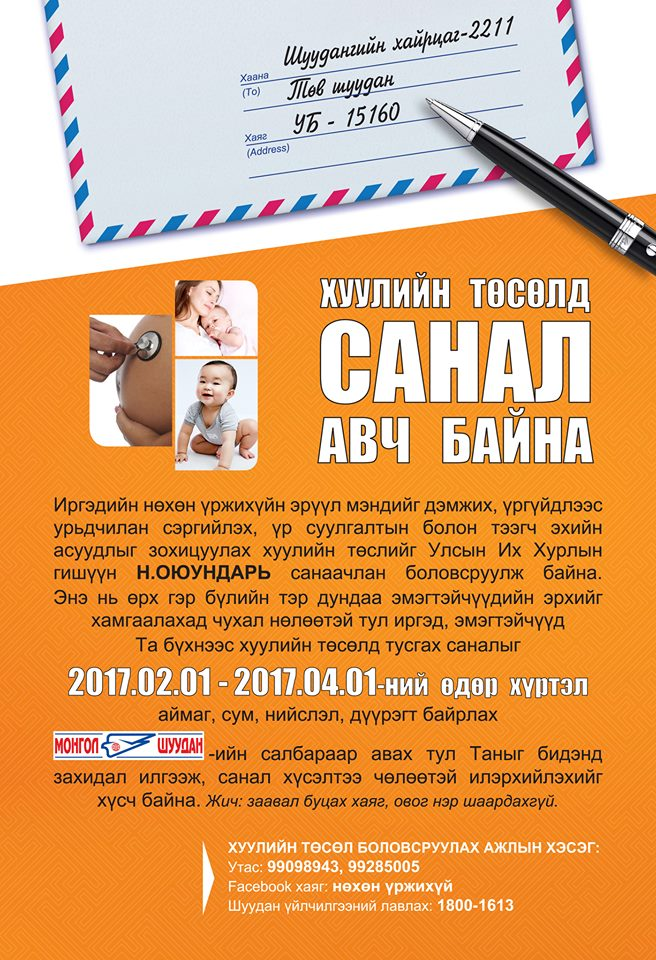 Шуудангийн хайрцаг-2211
Хаана
(To)
Төв шуудан
Хаяг
(Address)
УБ - 15160
ХУУЛИЙН ТӨСӨЛД
САНАЛ
АВЧ БАЙНА
Иргэдийн нөхөн үржихүйн эрүүл мэндийг дэмжих, үргүйдлээс
урьдчилан сэргийлэх, үр суулгалтын болон тээгч эхийн
асуудлыг зохицуулах хуулийн төслийг Улсын Их Хурлын
гишүүн Н.ОЮУНДАРЬ санаачлан боловсруулж байна.
Энэ нь өрх гэр бүлийн тэр дундаа эмэгтэйчүүдийн эрхийг
хамгаалахад чухал нөлөөтэй тул иргэд, эмэгтэйчүүд
Та бүхнээс хуулийн төсөлд тусгах саналыг
2017.02.01 - 2017.04.01-ний өдөр хүртэл
аймаг, сум, нийслэл, дүүрэгт байрлах
МОНГОЛ ШУУДАН -ийн салбараар авах тул Таныг бидэнд
захидал илгээж, санал хүсэлтээ чөлөөтэй илэрхийлэхийг
хүсч байна. Жич: заавал буцах хаяг, овог нэр шаардахгүй.
ХУУЛИЙН ТӨСӨЛ БОЛОВСРУУЛАХ АЖЛЫН ХЭСЭГ:
Утас: 99098943, 99285005
Facebook хаяг: нөхөн үржихүй
Шуудан үйлчилгээний лавлах: 1800-1613